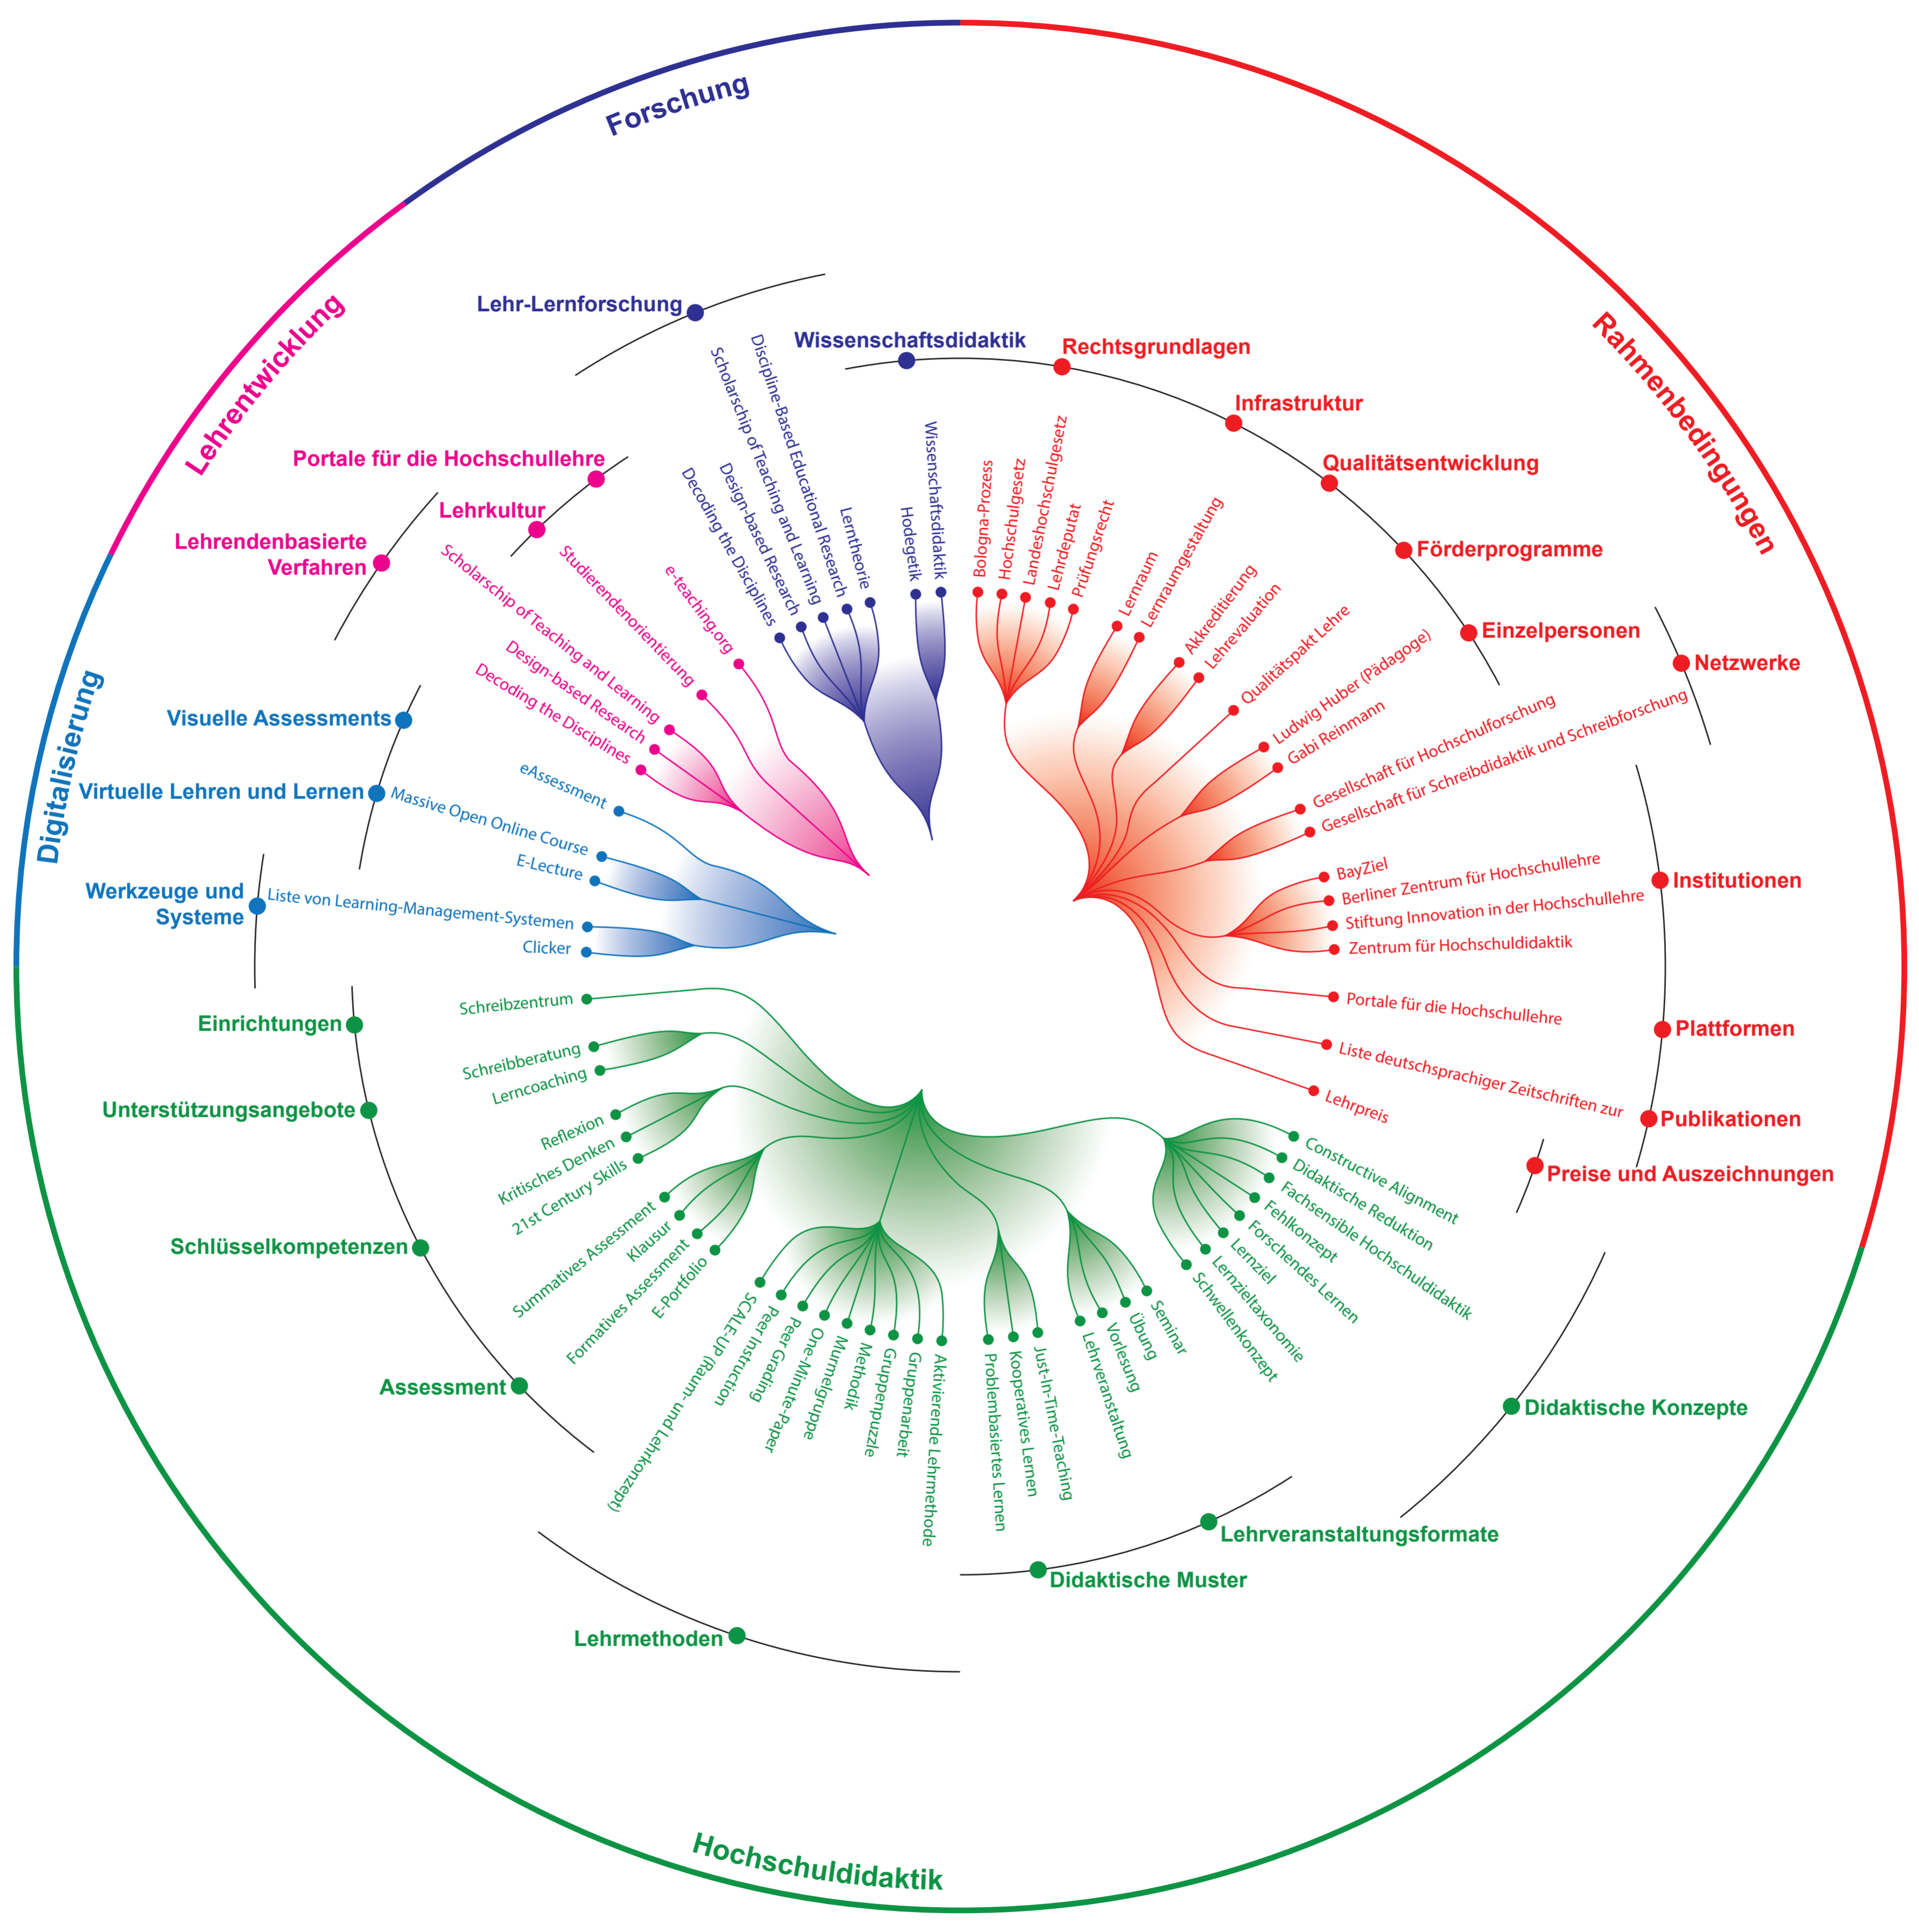 Forschung
Lehr-Lernforschung
Decoding the Disciplines
Design-based Research
Scholarschip of Teaching and Learning
Discipline-Based Educational Research
Lerntheorie
Wissenschaftsdidaktik
Hodegetik
Wissenschaftsdidaktik
Rahmenbedingungen
Rechtsgrundlagen
Bologna-Prozess
Hochschulgesetz
Landeshochschulgesetz
Lehrdeputat
Prüfungsrecht
Infrastruktur
Lernraum
Lernraumgestaltung
Qualitätsentwicklung
Akkreditierung
Lehrevaluation
Förderprogramme
Qualitätspakt Lehre
Einzelpersonen
Ludwig Huber (Pädagoge)
Gabi Reinmann
Netzwerke
Gesellschaft für Hochschulforschung
Gesellschaft für Schreibdidaktik und Schreibforschung
Institutionen
BayZiel
Berliner Zentrum für Hochschullehre
Stiftung Innovation in der Hochschullehre
Zentrum für Hochschuldidaktik
Plattformen
Portale für die Hochschullehre
Publikationen
Liste deutschsprachiger Zeitschriften zur
Preise und Auszeichnungen
Lehrpreis
Hochschuldidaktik
Didaktische Konzepte
Constructive Alignment
Didaktische Reduktion
Fachsensible Hochschuldidaktik
Fehlkonzept
Forschendes Lernen
Lernziel
Lernzieltaxonomie
Schwellenkonzept
Lehrveranstaltungsformate
Seminar
Übung
Vorlesung
Lehrveranstaltung
Didaktische Muster
Just-In-Time-Teaching
Kooperatives Lernen
Problembasiertes Lernen
Lehrmethoden
Aktivierende Lehrmethode
Gruppenarbeit
Gruppenpuzzle
Methodik
Murmelgruppe
One-Minute-Paper
Peer Grading
Peer Instruction
SCALE-UP (Raum- und Lehrkonzept)
Assessment
E-Portfolio
Formatives Assessment
Klausur
Summatives Assessment
Schlüsselkompetenzen
21st Century Skills
Kritisches Denken
Reflexion
Unterstützungsangebote
Lerncoaching
Schreibberatung
Einrichtungen
Schreibzentrum
Digitalisierung
Werkzeuge und
Systeme
Clicker
Liste von Learning-Management-Systemen
Virtuelle Lehren und Lernen
E-Lecture
Massive Open Online Course
Visuelle Assessments
eAssessment
Lehrentwicklung
Lehrendenbasierte
Verfahren
Decoding the Disciplines
Design-based Research
Scholarschip of Teaching and Learning
Lehrkultur
Studierendenorientierung
Portale für die Hochschullehre
e-teaching.org